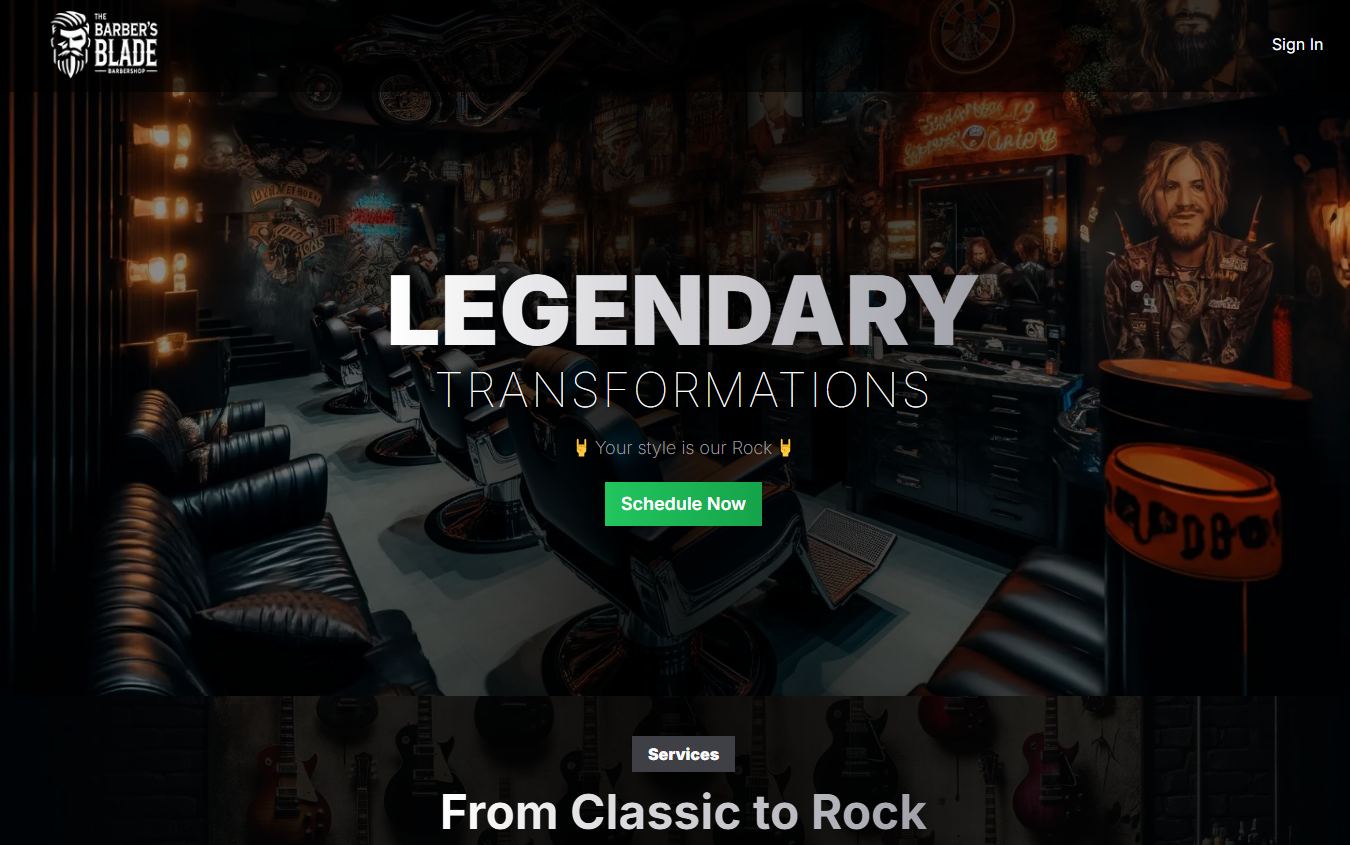 THE
BARBER'S
BLADE
BARBERSHOP
Sign In
LEGENDARY
TRANSFORMATIONS
🤘 Your style is our Rock 🤘
Schedule Now
Services
From Classic to Rock